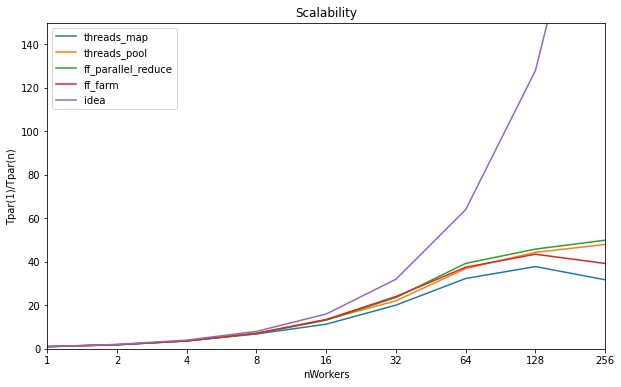 Scalability
threads_map
threads_pool
ff_parallel_reduce
ff_farm
idea
Tpar(1)/Tpar(n)
140
120
100
80
60
40
20
0
1 2 4 8 16 32 64 128 256
nWorkers